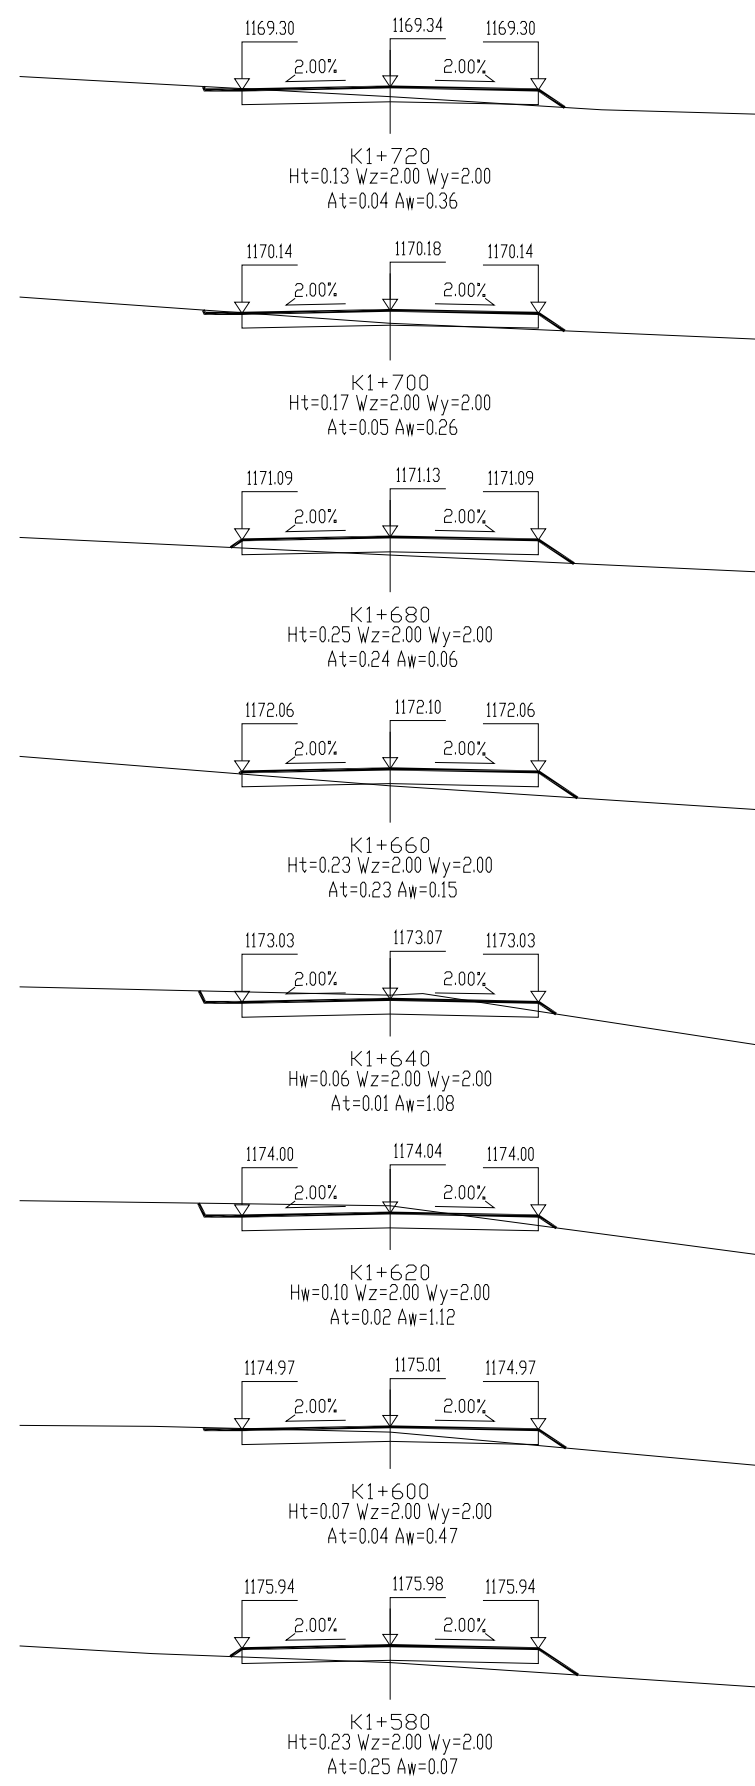 1169.30 1169.34 1169.30
2.00% 2.00%
K1+720
Ht=0.13 Wz=2.00 Wy=2.00
At=0.04 Aw=0.36
1170.14 1170.18 1170.14
2.00% 2.00%
K1+700
Ht=0.17 Wz=2.00 Wy=2.00
At=0.05 Aw=0.26
1171.09 1171.13 1171.09
2.00% 2.00%
K1+680
Ht=0.25 Wz=2.00 Wy=2.00
At=0.24 Aw=0.06
1172.06 1172.10 1172.06
2.00% 2.00%
K1+660
Ht=0.23 Wz=2.00 Wy=2.00
At=0.23 Aw=0.15
1173.03 1173.07 1173.03
2.00% 2.00%
K1+640
Hw=0.06 Wz=2.00 Wy=2.00
At=0.01 Aw=1.08
1174.00 1174.04 1174.00
2.00% 2.00%
K1+620
Hw=0.10 Wz=2.00 Wy=2.00
At=0.02 Aw=1.12
1174.97 1175.01 1174.97
2.00% 2.00%
K1+600
Ht=0.07 Wz=2.00 Wy=2.00
At=0.04 Aw=0.47
1175.94 1175.98 1175.94
2.00% 2.00%
K1+580
Ht=0.23 Wz=2.00 Wy=2.00
At=0.25 Aw=0.07